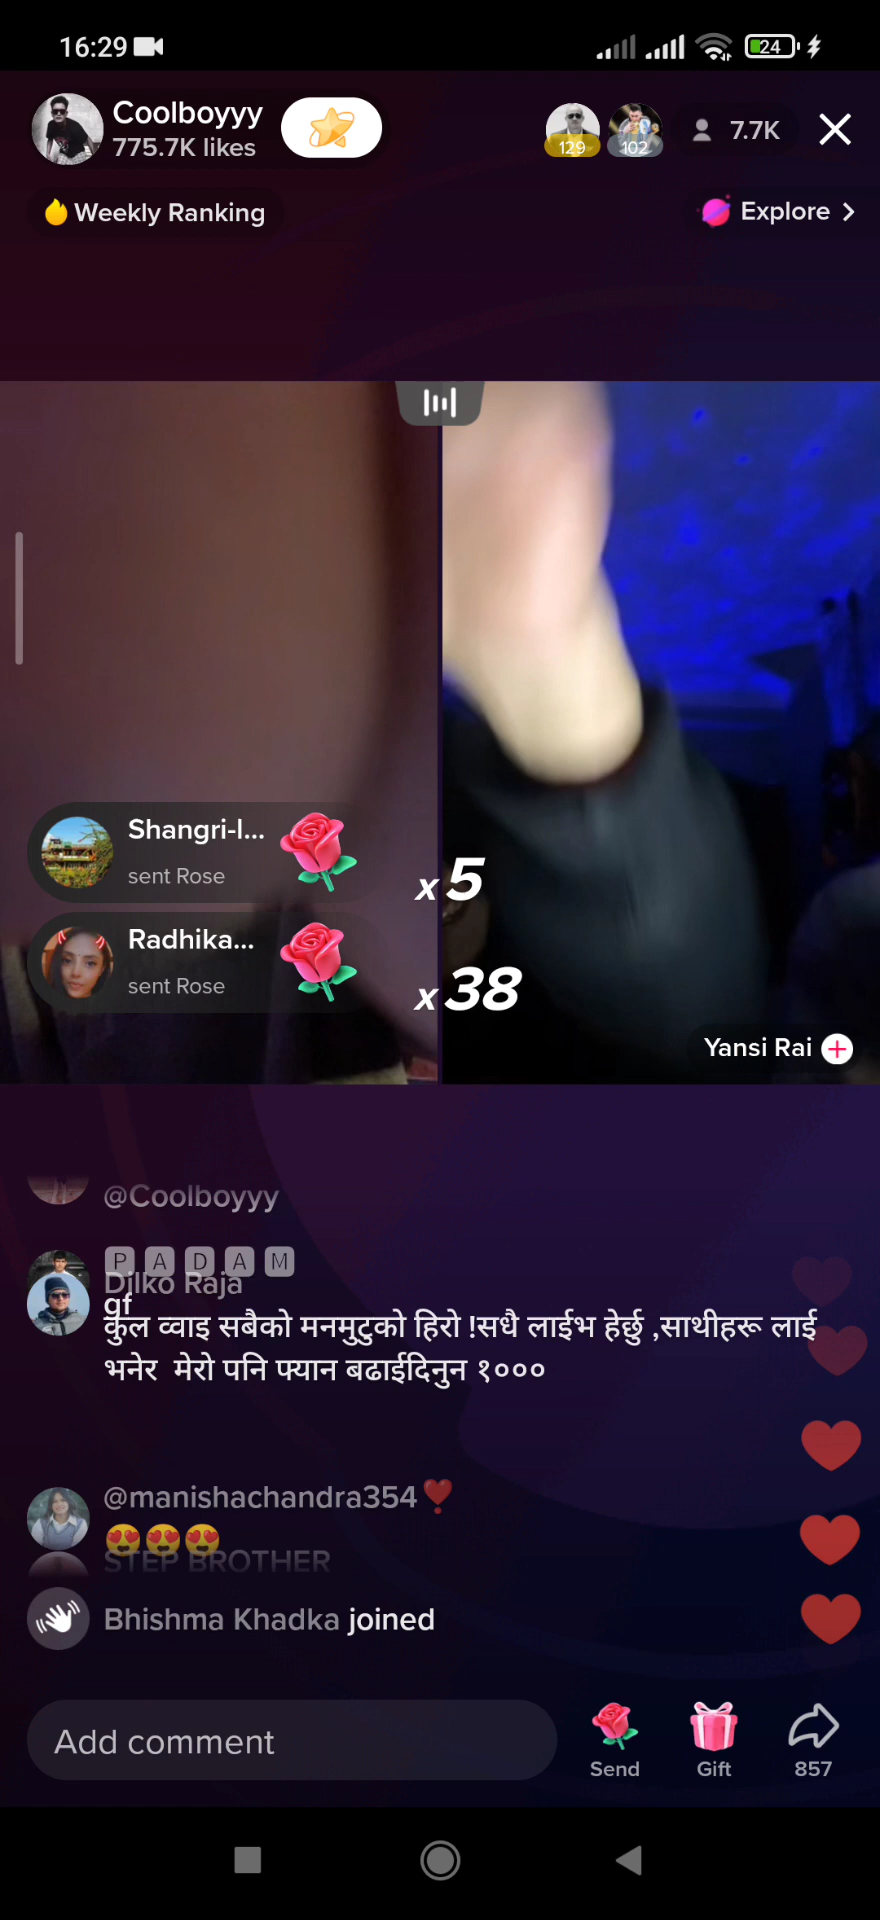 16:29
24
Coolboyyy
775.7K likes
129
102
7.7K
Weekly Ranking
Explore
Shangri-l...
sent Rose
x5
Radhika...
sent Rose
x38
Yansi Rai
@Coolboyyy
P A D A M
Dilko Raja
gf
कुल व्वाइ सबैको मनमुटुको हिरो !सधै लाईभ हेर्छु ,साथीहरू लाई
भनेर मेरो पनि फ्यान बढाईदिनुन १०००
@manishachandra354❣️
😍😍😍
STEP BROTHER
Bhishma Khadka joined
Add comment
Send
Gift
857